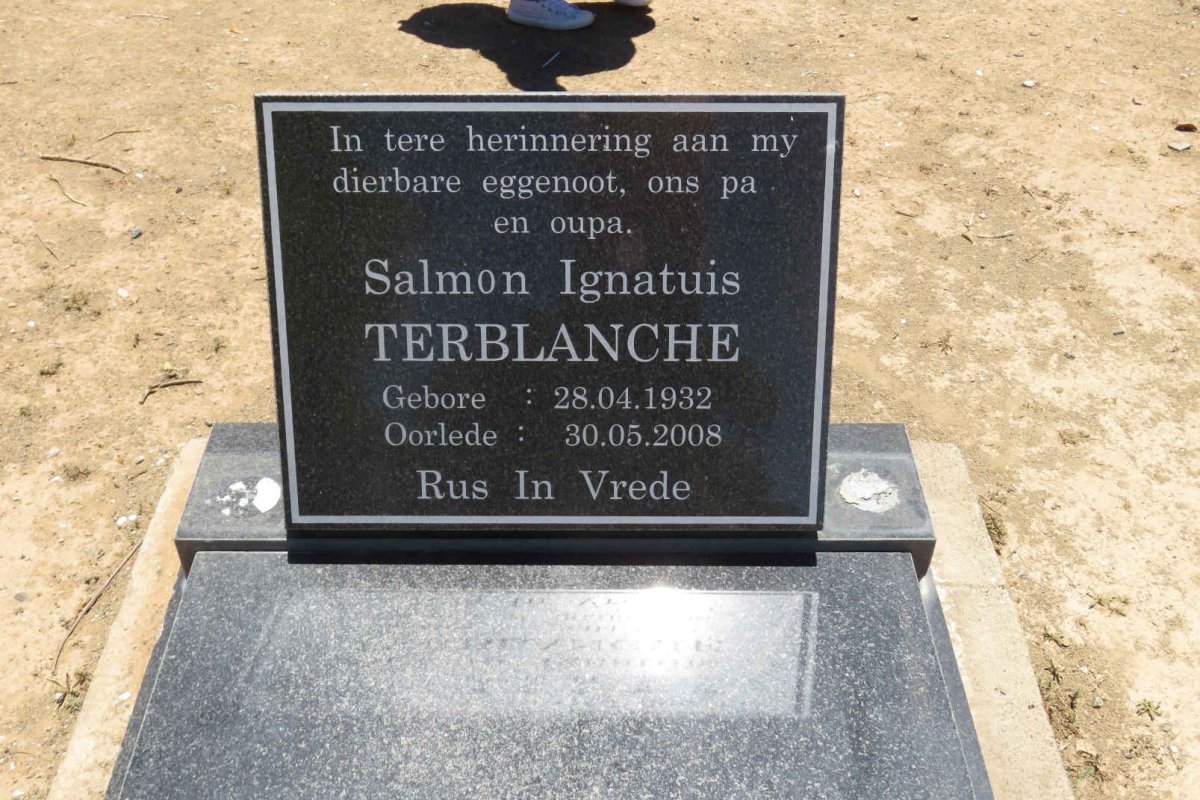 In tere herinnering aan my
dierbare eggenoot, ons pa
en oupa.
Salmon Ignatuis
TERBLANCHE
Gebore : 28.04.1932
Oorlede : 30.05.2008
Rus In Vrede